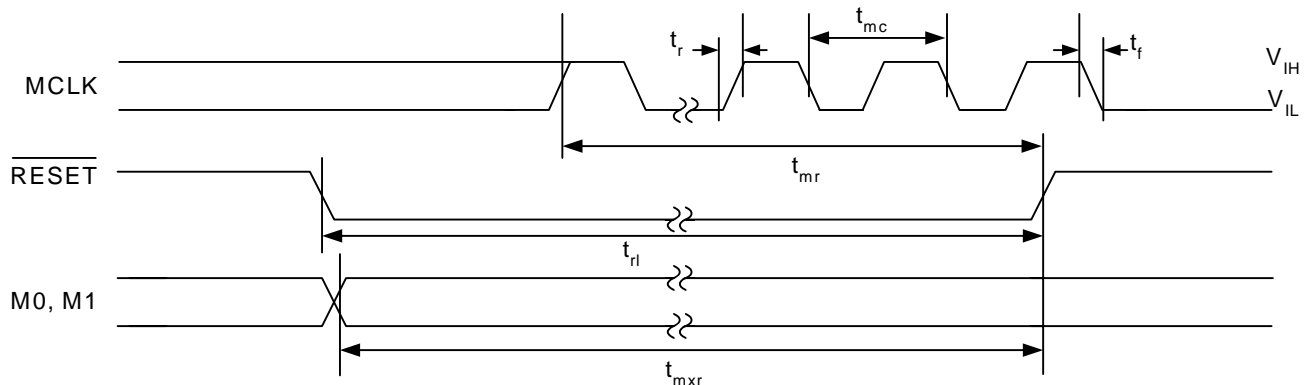 t_mc
t_r
t_f
V_IH
MCLK
V_IL
RESET
t_mr
t_rl
M0, M1
t_mxr